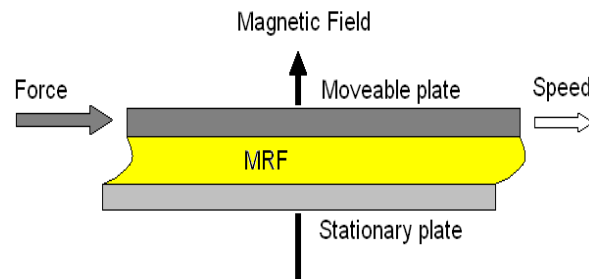 Magnetic Field
Force
Moveable plate
Speed
MRF
Stationary plate